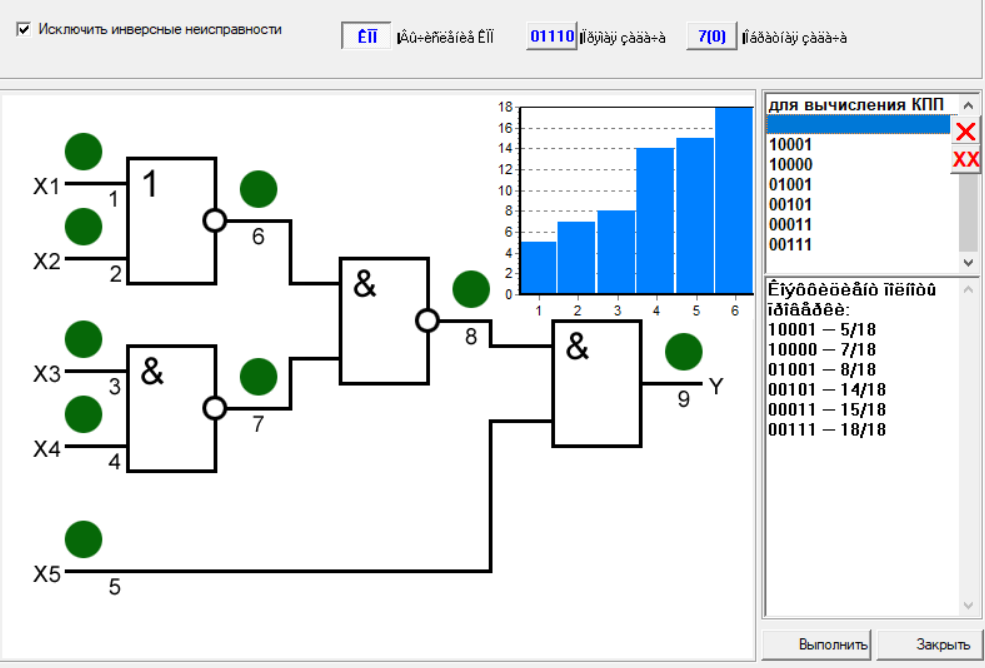 Исключить инверсные неисправности
ÊÏÏ
Âû÷èñëåíèå ÊÏÏ
01110
Ïðÿìàÿ çàäà÷à
7(0)
Îáðàòíàÿ çàäà÷à
X1
1
1
X2
2
6
X3
3
&
X4
4
7
&
8
X5
5
&
9
Y
18
16
14
12
10
8
6
4
2
0
1 2 3 4 5 6
для вычисления КПП
10001
10000
01001
00101
00011
00111
X
XX
Êîýôôèöèåíò ïîëíîòû
ïðîâåðêè:
10001 — 5/18
10000 — 7/18
01001 — 8/18
00101 — 14/18
00011 — 15/18
00111 — 18/18
Выполнить
Закрыть